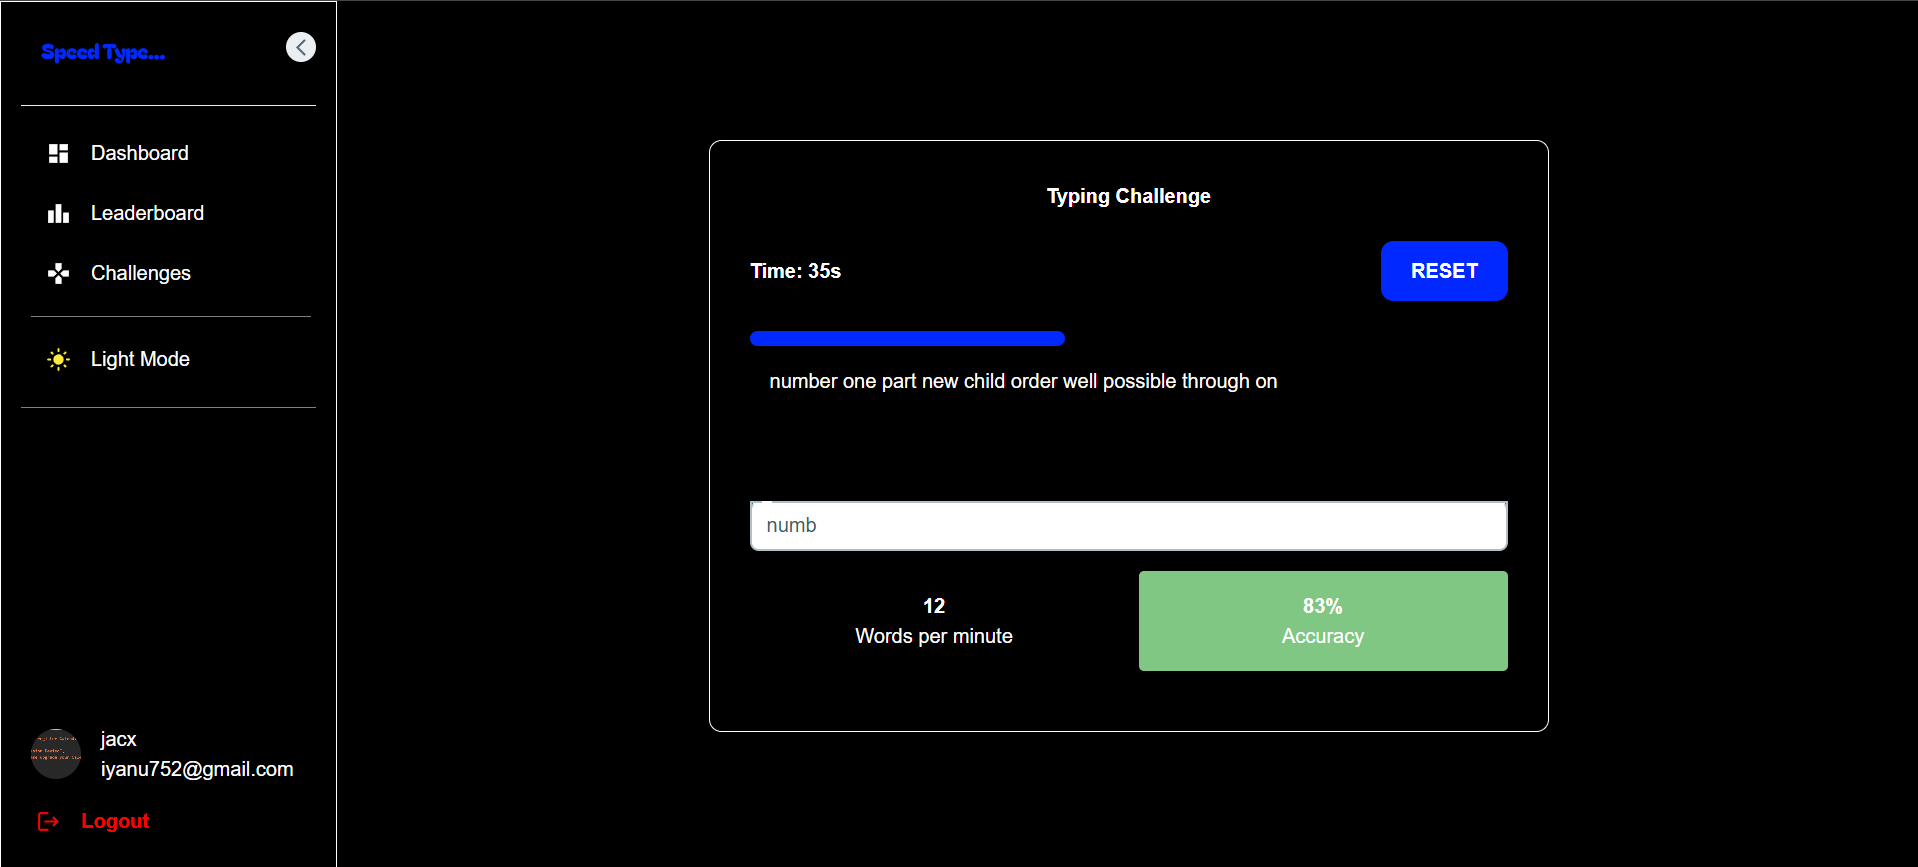 Speed Type...
Dashboard
Leaderboard
Challenges
Light Mode
jacx
iyanu752@gmail.com
Logout
Typing Challenge
Time: 35s
RESET
number one part new child order well possible through on
numb
12
Words per minute
83%
Accuracy